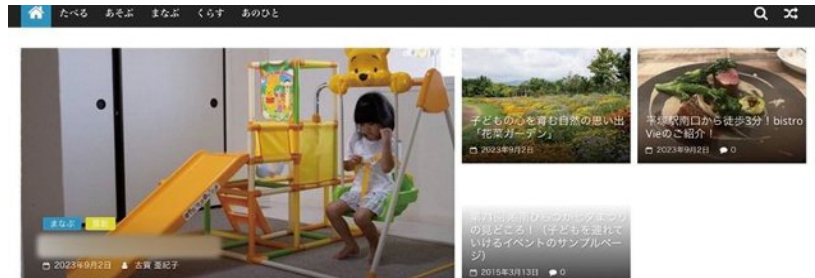 たべる あそぶ まなぶ くらす あのひと
まなぶ
2023年9月2日 古賀 亜紀子
子どもの心を育む自然の思い出
「花菜ガーデン」
2023年9月2日
平塚駅南口から徒歩3分！bistro
Vieのご紹介！
2023年9月2日 0
の見どころ！（子どもを連れて
いけるイベントのサンプルペー
ジ）
2015年3月13日 0